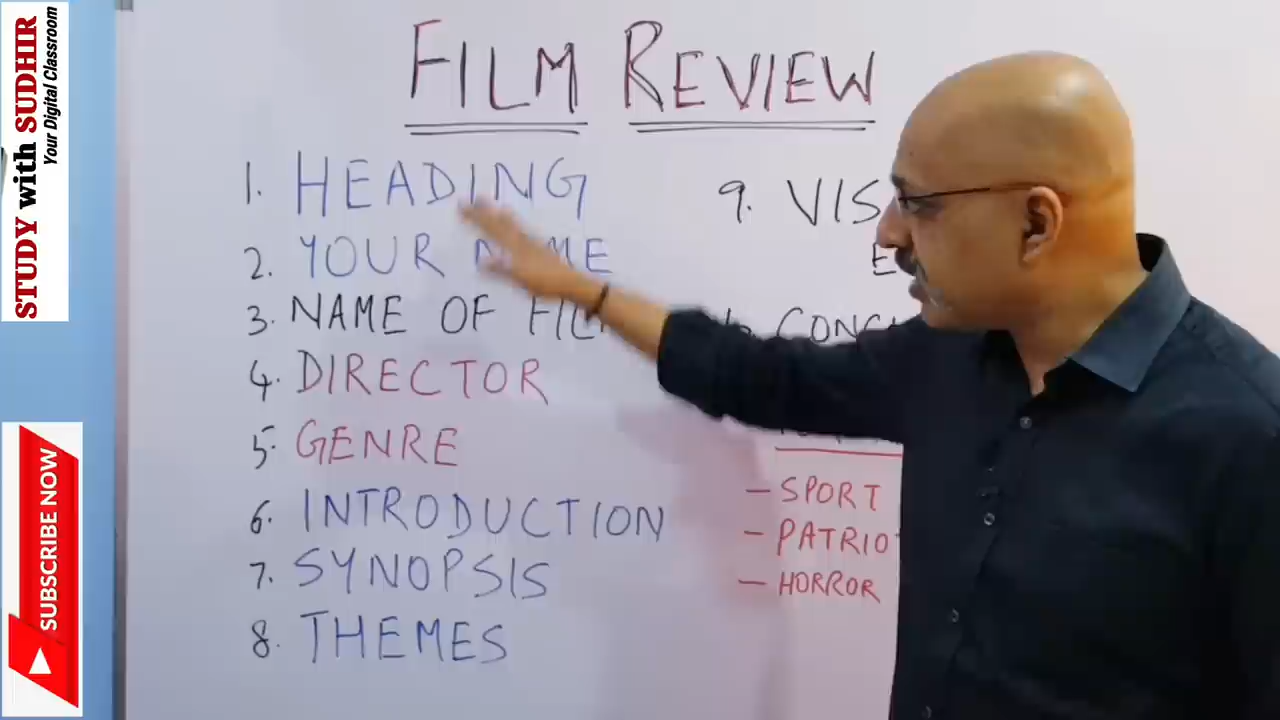 STUDY with SUDHIR
Your Digital Classroom
FILM REVIEW
1. HEADING
2. YOUR
3. NAME OF
4. DIRECTOR
5. GENRE
6. INTRODUCTION
7. SYNOPSIS
8. THEMES
9. VIS
E
CONC
- SPORT
- PATRIO
- HORROR
SUBSCRIBE NOW